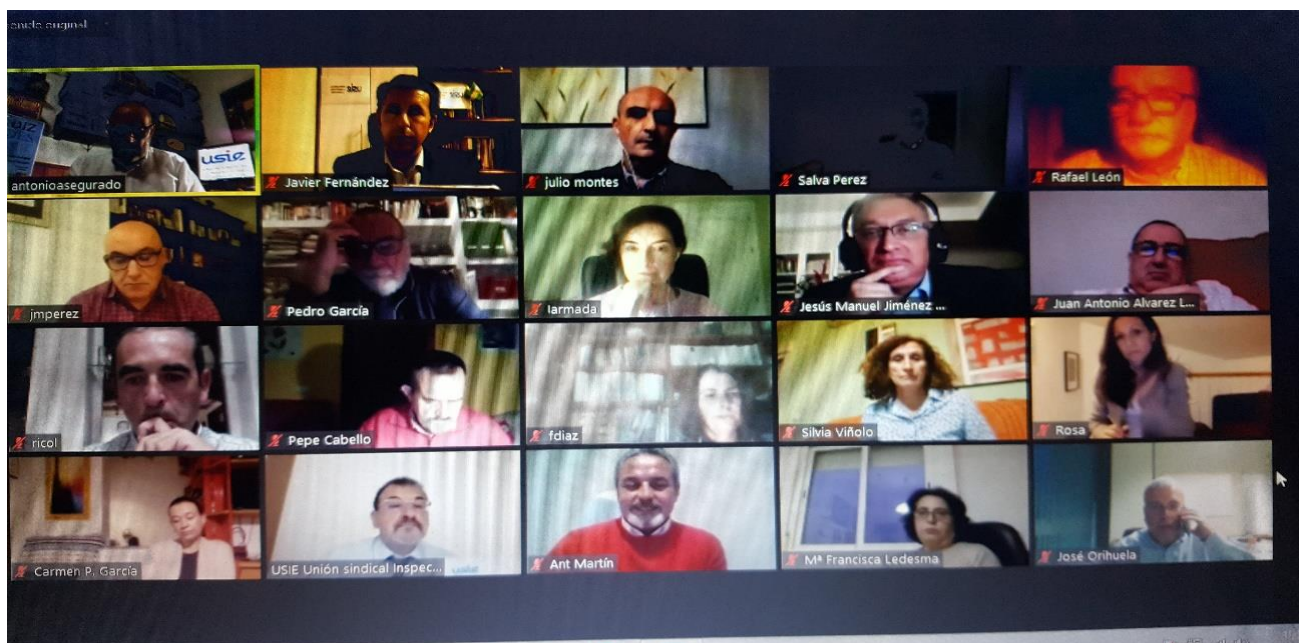 antonioasegurado
usie
Javier Fernández
julio montes
Salva Perez
Rafael León
jmperez
Pedro García
larmada
Jesús Manuel Jiménez ...
Juan Antonio Alvarez L...
ricol
Pepe Cabello
fdiaz
Silvia Viñolo
Rosa
Carmen P. García
USIE Unión sindical Inspec...
usie
Ant Martín
Mª Francisca Ledesma
José Orihuela